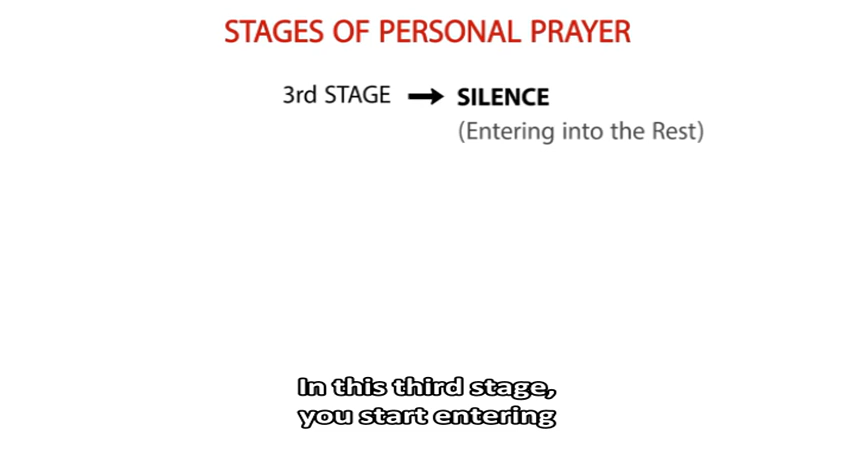 STAGES OF PERSONAL PRAYER
3rd STAGE → SILENCE
(Entering into the Rest)
In this third stage,
you start entering